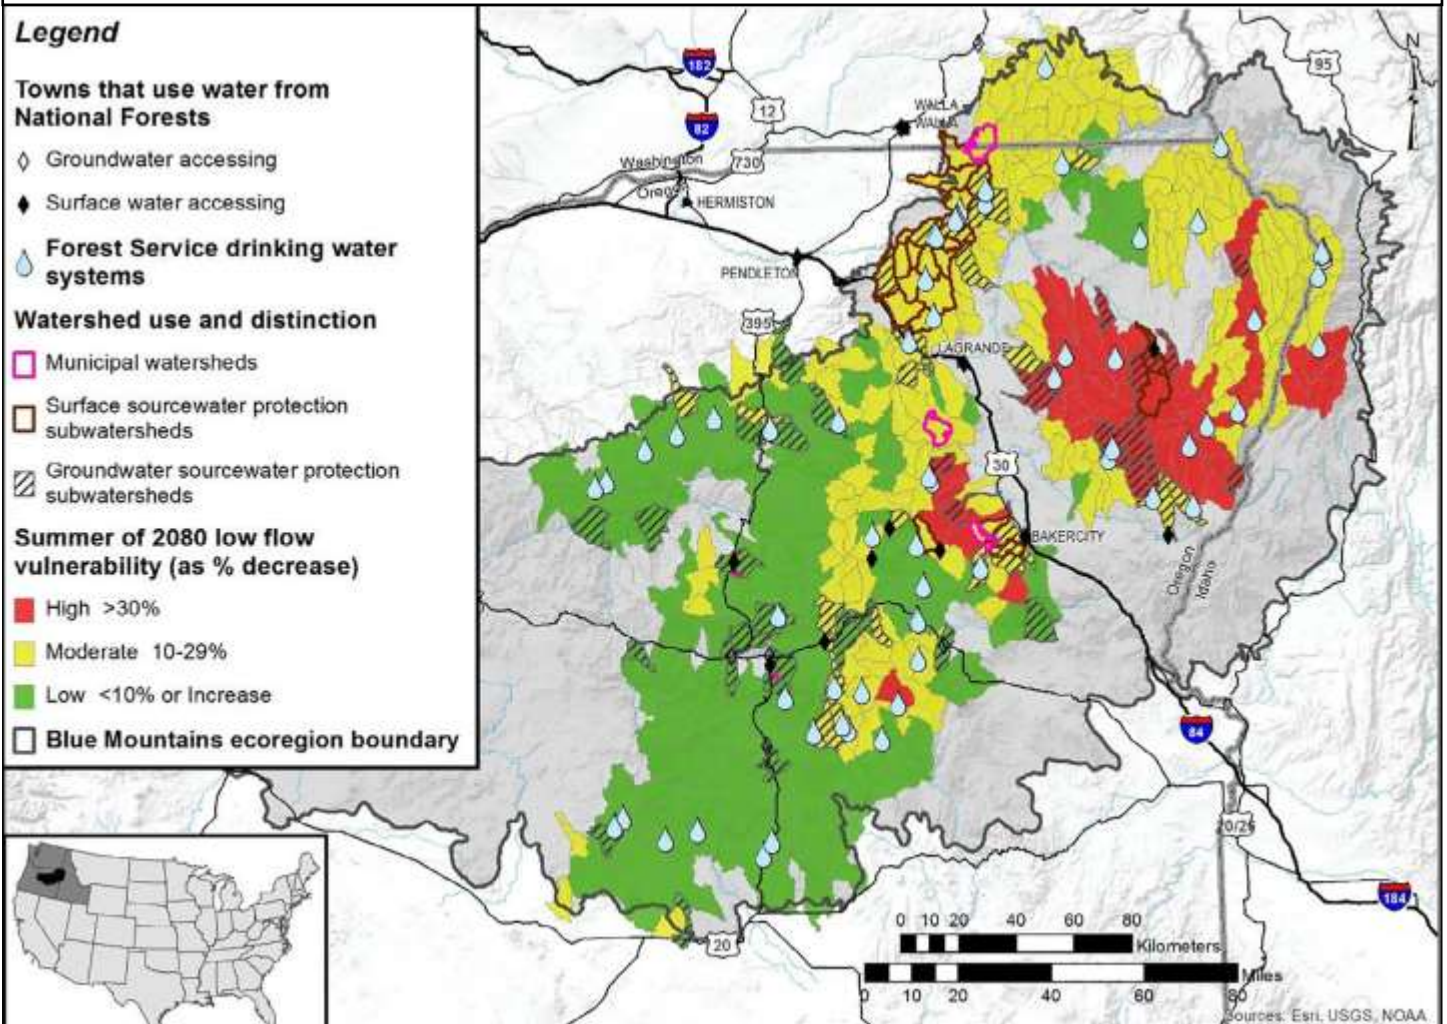 Legend
Towns that use water from
National Forests
Groundwater accessing
Surface water accessing
Forest Service drinking water
systems
Watershed use and distinction
Municipal watersheds
Surface sourcewater protection
subwatersheds
Groundwater sourcewater protection
subwatersheds
Summer of 2080 low flow
vulnerability (as % decrease)
High >30%
Moderate 10-29%
Low <10% or Increase
Blue Mountains ecoregion boundary
182
12
82
730
Washington
Oregon
HERMISTON
WALLA
WALLA
95
N
PENDLETON
395
LAGRANDE
30
BAKERCITY
Oregon
Idaho
84
20/26
184
20
0 10 20 40 60 80
Kilometers
Miles
0 10 20 40 60 80
Sources: Esri, USGS, NOAA